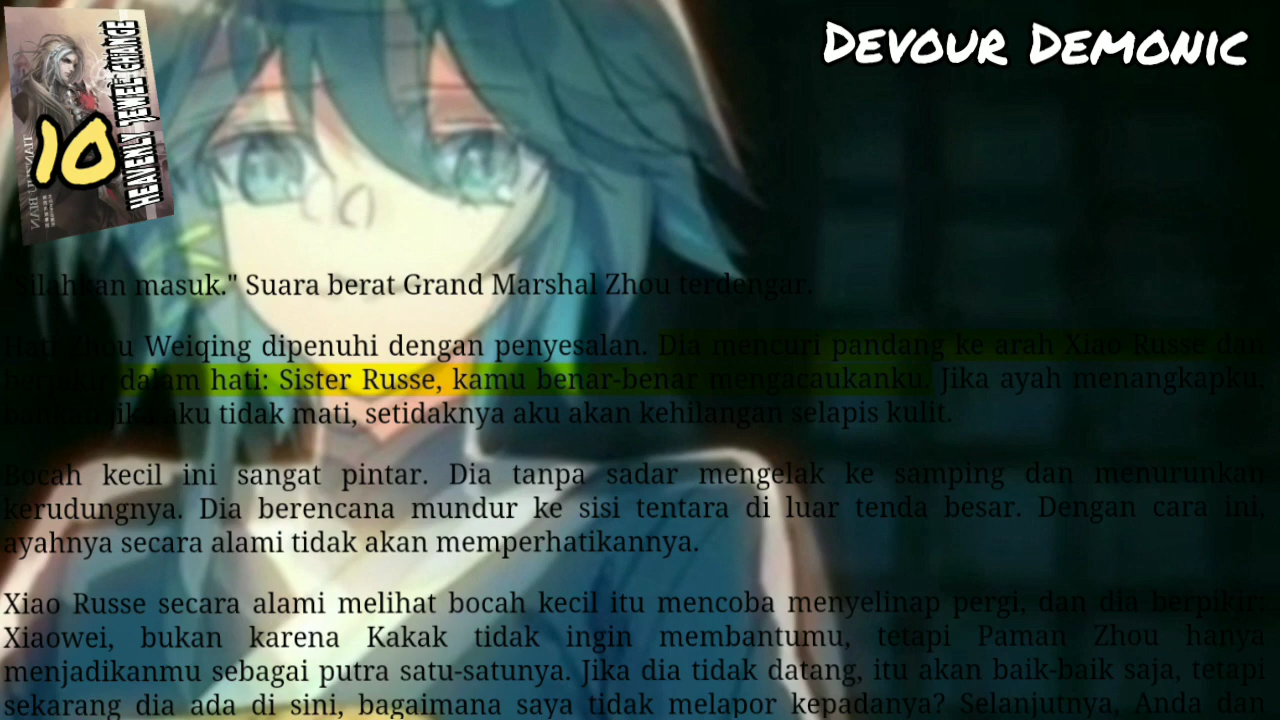 HEAVENLY JEWEL CHANGE
10
DEVOUR DEMONIC
"Silahkan masuk." Suara berat Grand Marshal Zhou terdengar.
Hati Zhou Weiqing dipenuhi dengan penyesalan. Dia mencuri pandang ke arah Xiao Russe dan
berpikir dalam hati: Sister Russe, kamu benar-benar mengacaukanku. Jika ayah menangkapku,
bahkan jika aku tidak mati, setidaknya aku akan kehilangan selapis kulit.
Bocah kecil ini sangat pintar. Dia tanpa sadar mengelak ke samping dan menurunkan
kerudungnya. Dia berencana mundur ke sisi tentara di luar tenda besar. Dengan cara ini,
ayahnya secara alami tidak akan memperhatikannya.
Xiao Russe secara alami melihat bocah kecil itu mencoba menyelinap pergi, dan dia berpikir:
Xiaowei, bukan karena Kakak tidak ingin membantumu, tetapi Paman Zhou hanya
menjadikanmu sebagai putra satu-satunya. Jika dia tidak datang, itu akan baik-baik saja, tetapi
sekarang dia ada di sini, bagaimana saya tidak melapor kepadanya? Selanjutnya, Anda dan